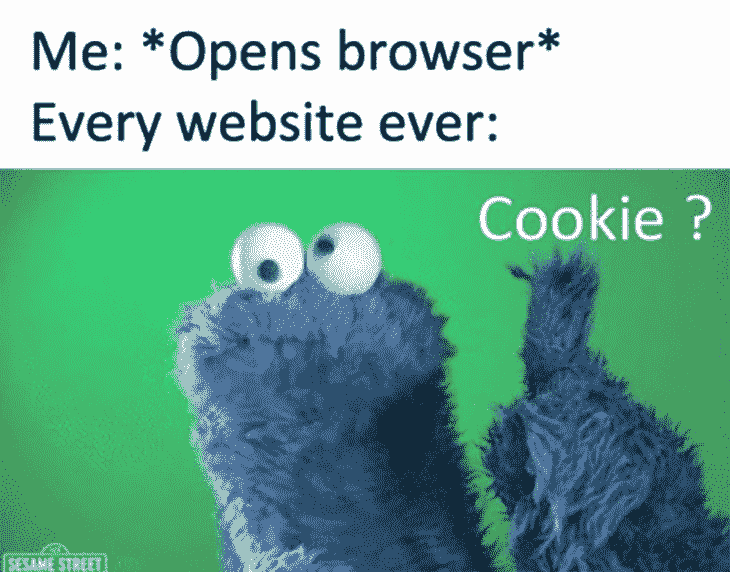 Me: *Opens browser*
Every website ever:
Cookie ?
SESAME STREET